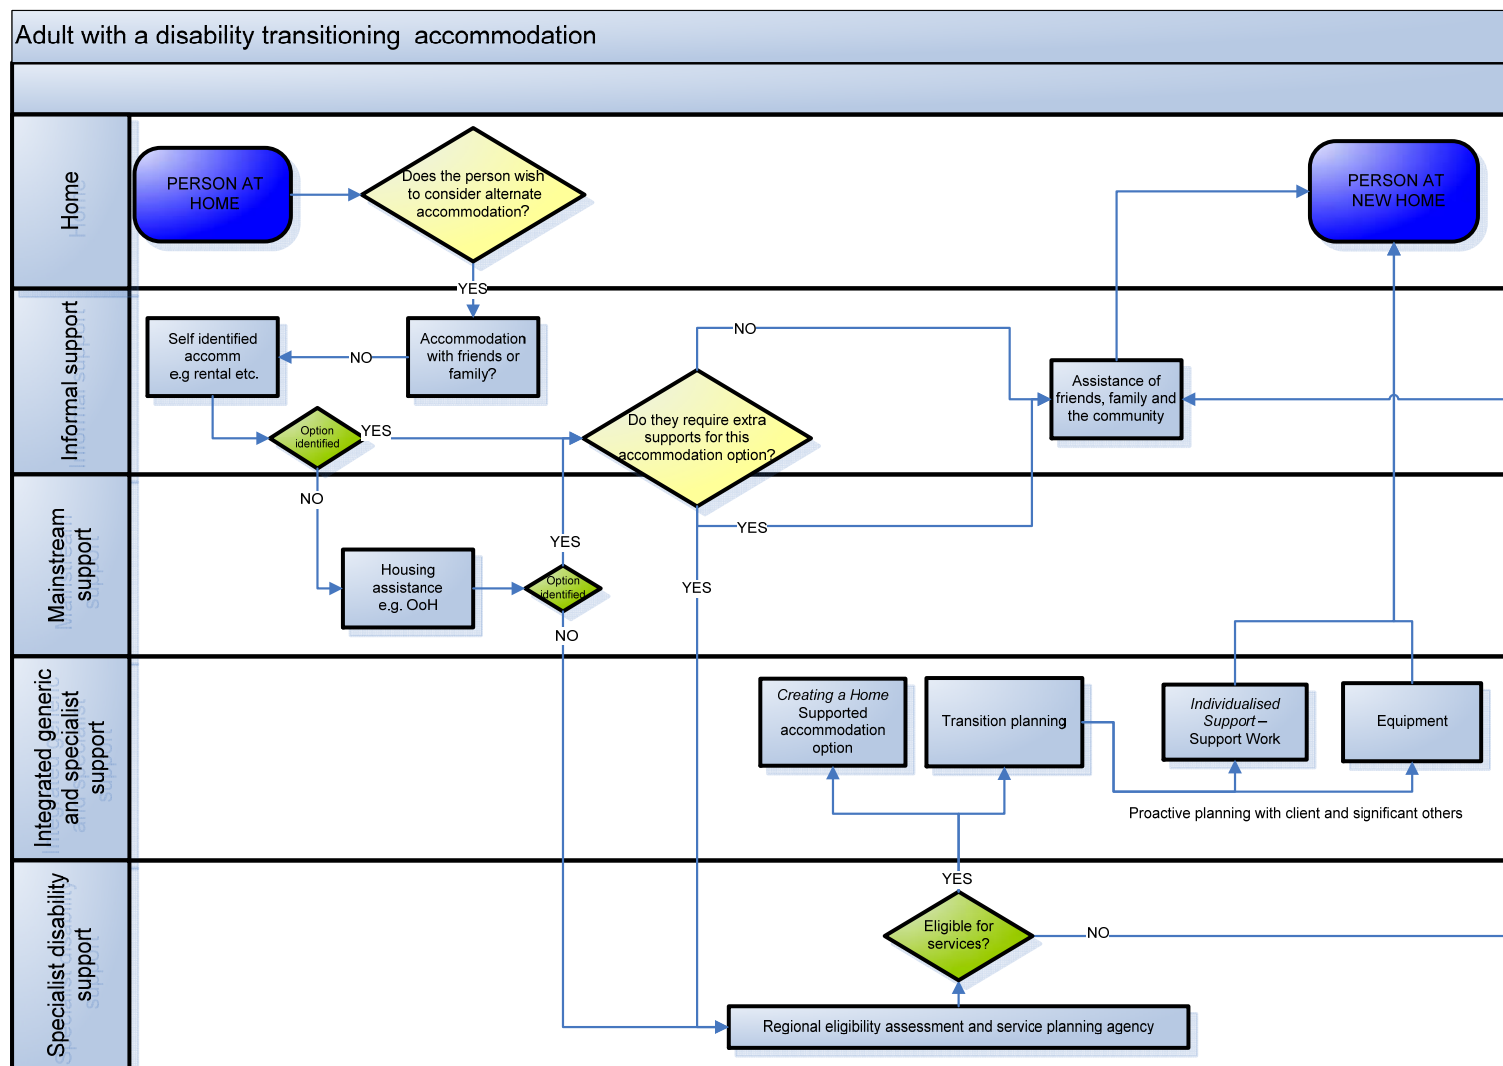 Adult with a disability transitioning accommodation
Home
PERSON AT
HOME
Does the person wish
to consider alternate
accommodation?
YES
PERSON AT
NEW HOME
Informal support
Self identified
accomm
e.g rental etc.
NO
Accommodation
with friends or
family?
Option
identified
YES
NO
Do they require extra
supports for this
accommodation option?
NO
Assistance of
friends, family and
the community
Mainstream
support
Housing
assistance
e.g. OoH
YES
Option
identified
NO
YES
YES
Integrated generic
and specialist
support
Creating a Home
Supported
accommodation
option
Transition planning
Individualised
Support –
Support Work
Equipment
Proactive planning with client and significant others
Specialist disability
support
YES
Eligible for
services?
NO
Regional eligibility assessment and service planning agency